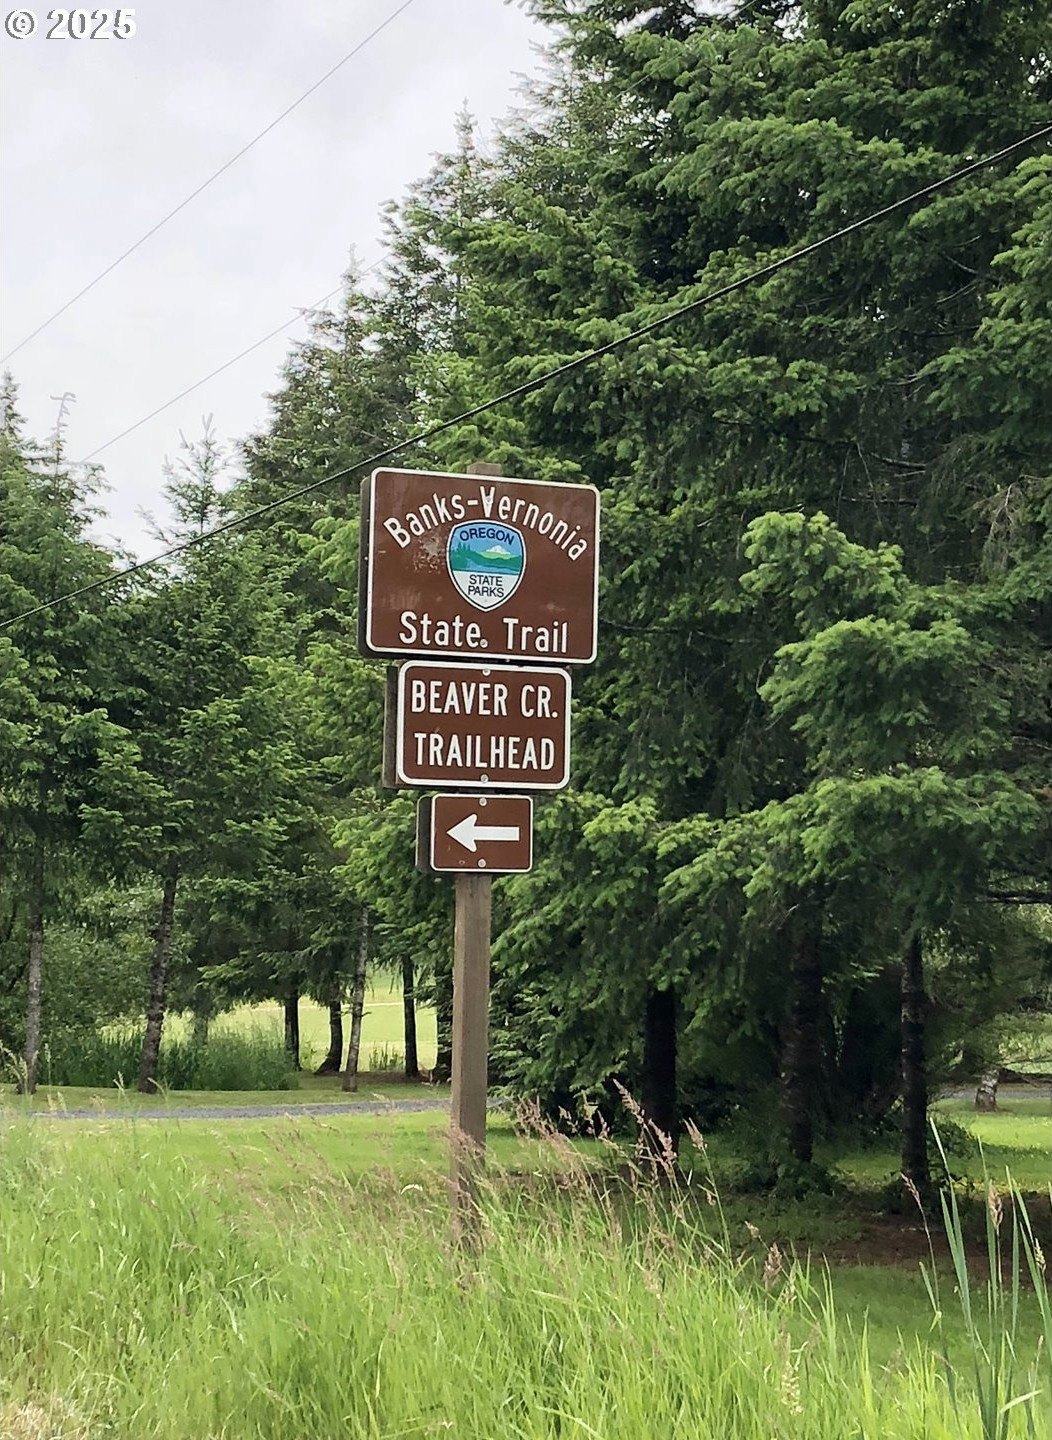 © 2025
Banks-Vernonia
OREGON
STATE
PARKS
State Trail
BEAVER CR.
TRAILHEAD